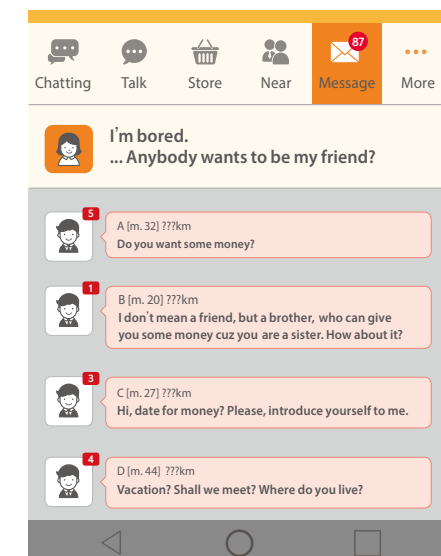 87
Chatting Talk Store Near Message More
I'm bored.
... Anybody wants to be my friend?
5
A [m. 32] ???km
Do you want some money?
1
B [m. 20] ???km
I don't mean a friend, but a brother, who can give
you some money cuz you are a sister. How about it?
3
C [m. 27] ???km
Hi, date for money? Please, introduce yourself to me.
4
D [m. 44] ???km
Vacation? Shall we meet? Where do you live?